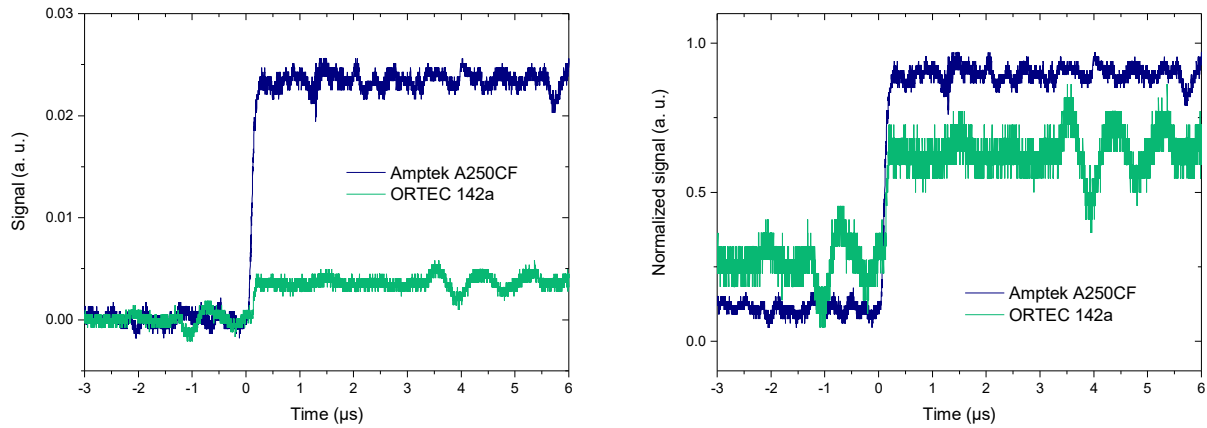 Signal (a. u.)
0.03
0.02
0.01
0.00
Amptek A250CF
ORTEC 142a
-3 -2 -1 0 1 2 3 4 5 6
Time (µs)
Normalized signal (a. u.)
1.0
0.5
0.0
Amptek A250CF
ORTEC 142a
-3 -2 -1 0 1 2 3 4 5 6
Time (µs)